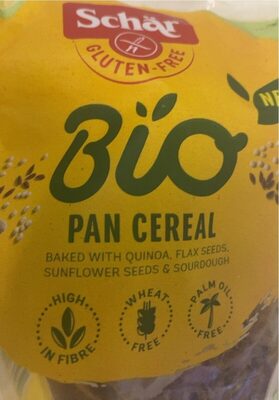 Schär
GLUTEN-FREE
Bio
PAN CEREAL
BAKED WITH QUINOA, FLAX SEEDS,
SUNFLOWER SEEDS & SOURDOUGH
HIGH
IN FIBRE
WHEAT
FREE
PALM OIL
FREE